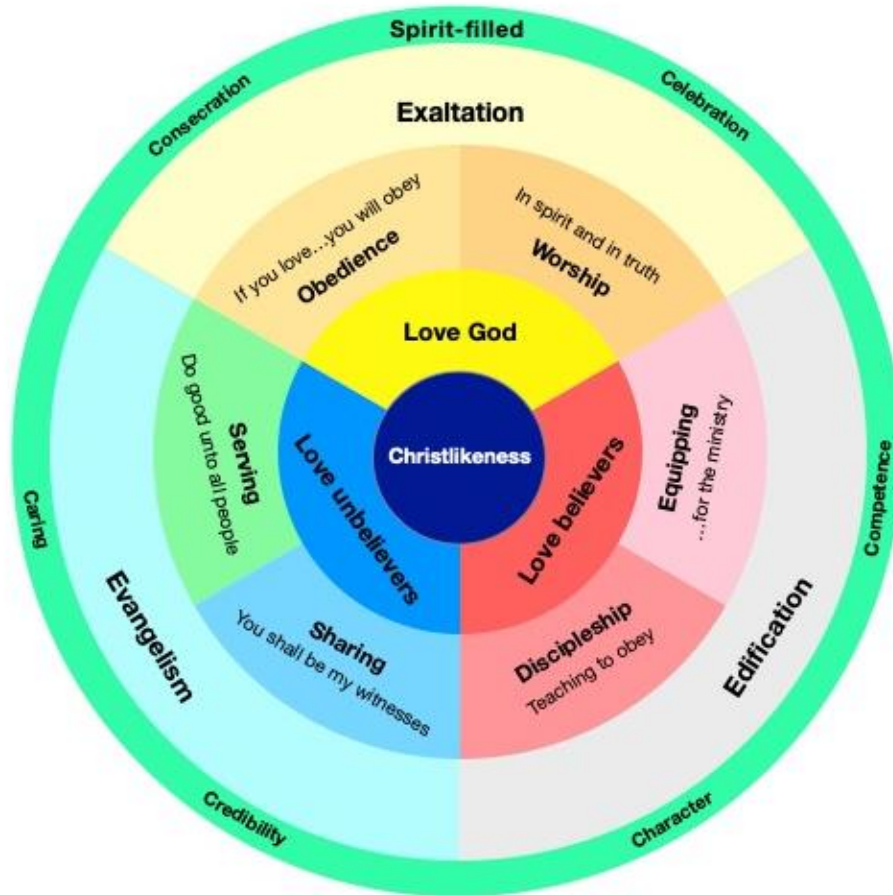 Spirit-filled
Consecration
Celebration
Exaltation
If you love...you will obey
Obedience
In spirit and in truth
Worship
Love God
Do good unto all people
Serving
Love unbelievers
Christlikeness
Love believers
Equipping
...for the ministry
Caring
Competence
Evangelism
Sharing
You shall be my witnesses
Discipleship
Teaching to obey
Edification
Credibility
Character